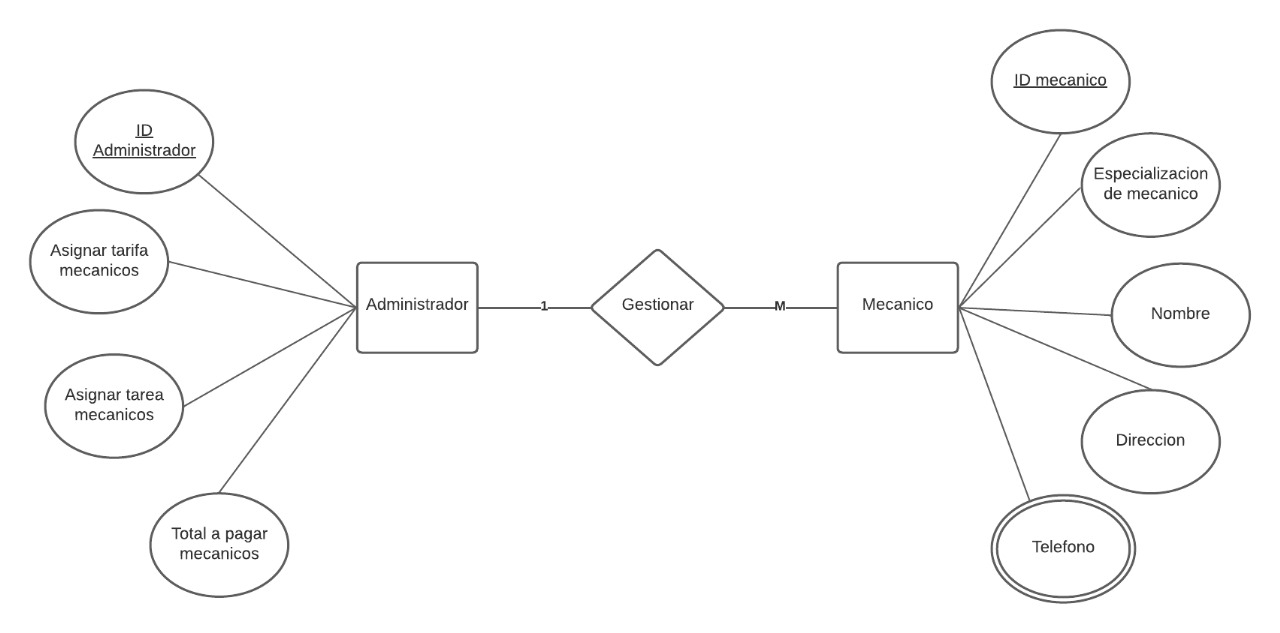 ID
Administrador
Asignar tarifa
mecanicos
Asignar tarea
mecanicos
Total a pagar
mecanicos
Administrador
1
Gestionar
M
Mecanico
ID mecanico
Especializacion
de mecanico
Nombre
Direccion
Telefono